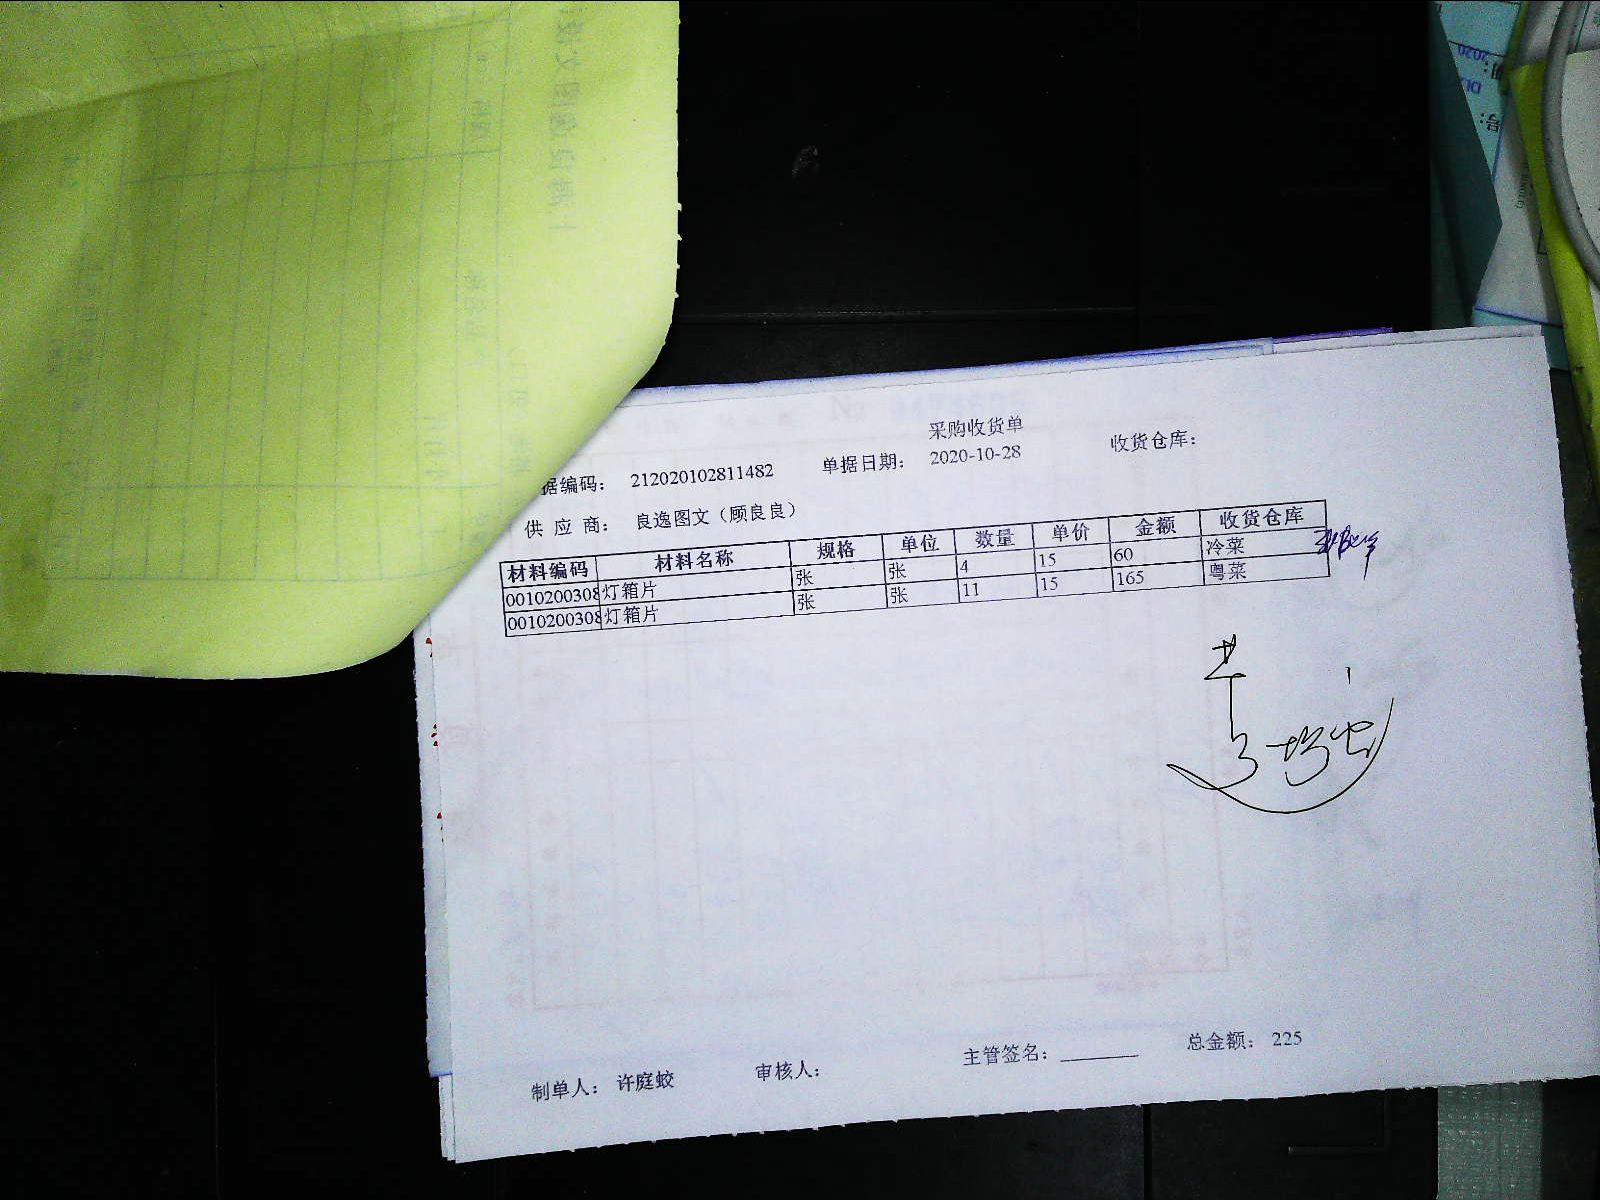 采购收货单
据编码： 212020102811482 单据日期： 2020-10-28 收货仓库：
供 应 商： 良逸图文（顾良良）
材料编码 材料名称 规格 单位 数量 单价 金额 收货仓库
0010200308 灯箱片 张 张 4 15 60 冷菜
0010200308 灯箱片 张 张 11 15 165 粤菜
制单人： 许庭蛟 审核人： 主管签名：________ 总金额： 225